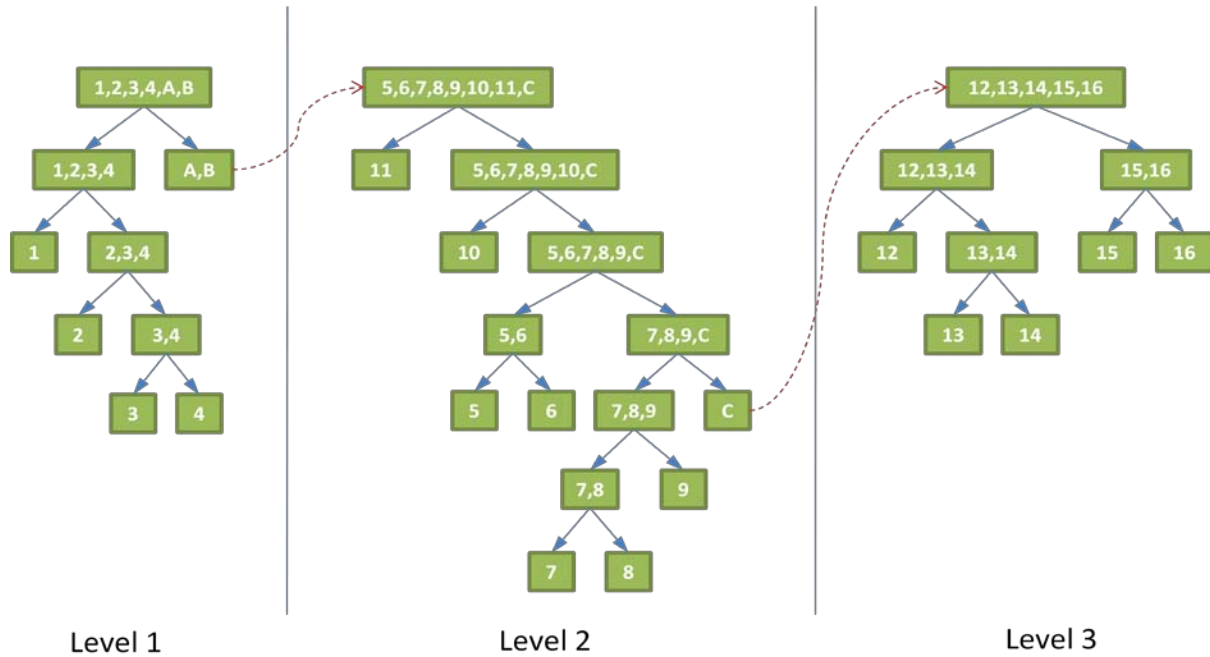 1,2,3,4,A,B
1,2,3,4
A,B
1
2,3,4
2
3,4
3
4
Level 1
5,6,7,8,9,10,11,C
11
5,6,7,8,9,10,C
10
5,6,7,8,9,C
5,6
7,8,9,C
5
6
7,8,9
C
7,8
9
7
8
Level 2
12,13,14,15,16
12,13,14
15,16
12
13,14
15
16
13
14
Level 3